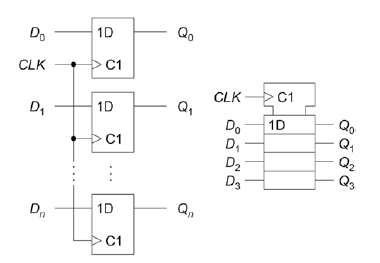 D0 1D Q0
CLK C1
D1 1D Q1
C1
Dn 1D Qn
C1
CLK C1
D0 1D Q0
D1 Q1
D2 Q2
D3 Q3